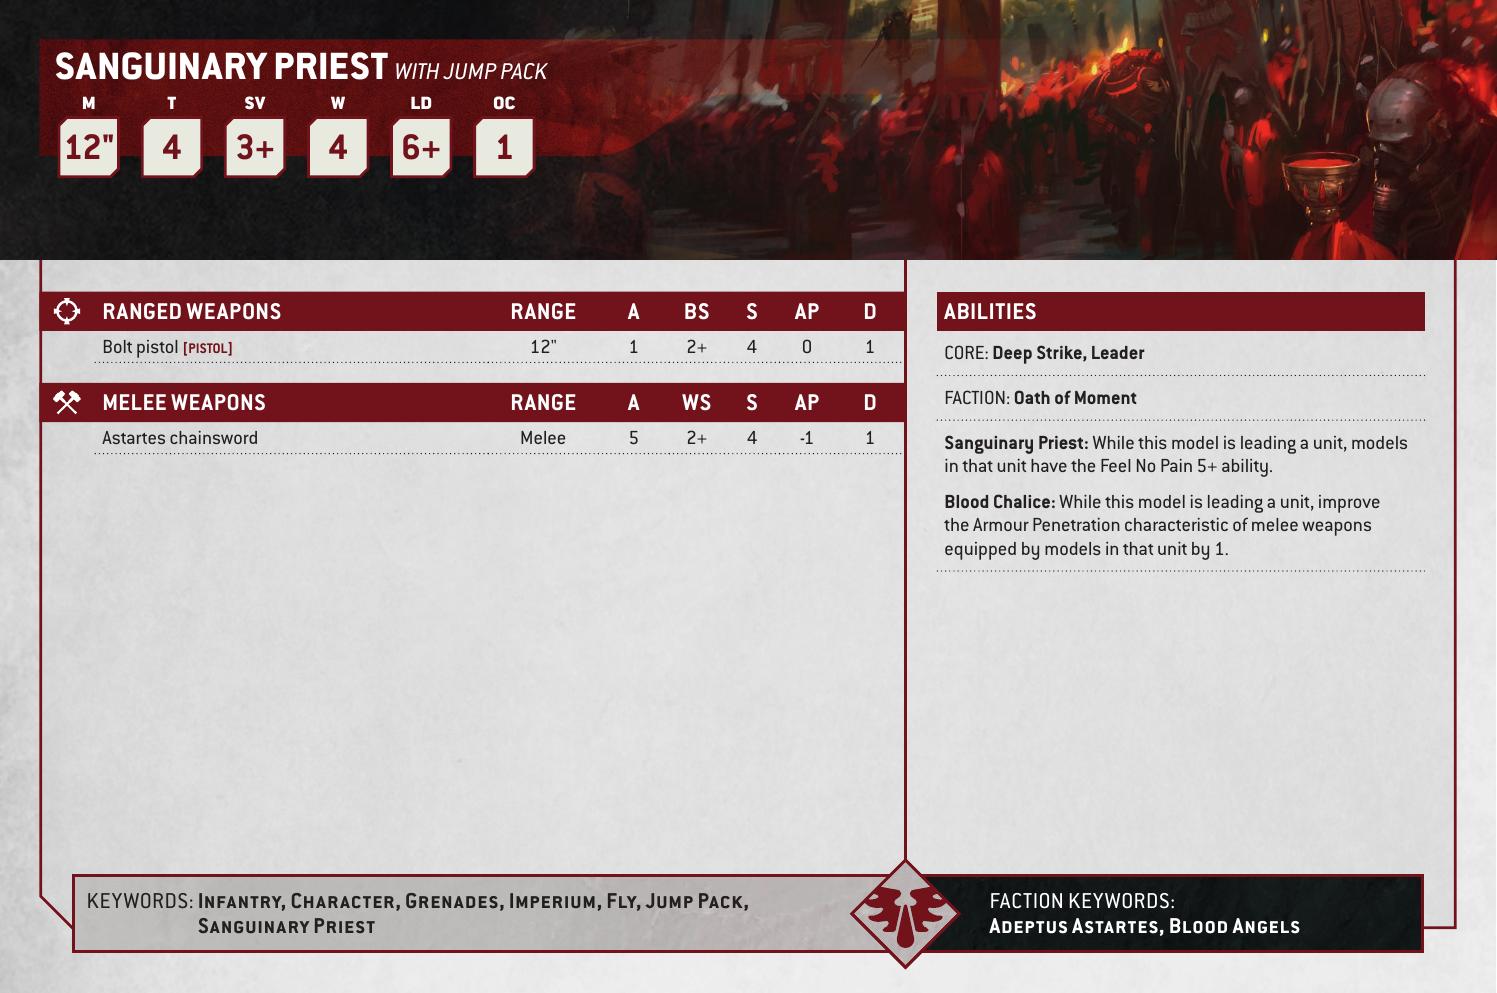 SANGUINARY PRIEST WITH JUMP PACK
M T SV W LD OC
12" 4 3+ 4 6+ 1
RANGED WEAPONS RANGE A BS S AP D
Bolt pistol [PISTOL] 12" 1 2+ 4 0 1
MELEE WEAPONS RANGE A WS S AP D
Astartes chainsword Melee 5 2+ 4 -1 1
ABILITIES
CORE: Deep Strike, Leader
FACTION: Oath of Moment
Sanguinary Priest: While this model is leading a unit, models
in that unit have the Feel No Pain 5+ ability.
Blood Chalice: While this model is leading a unit, improve
the Armour Penetration characteristic of melee weapons
equipped by models in that unit by 1.
KEYWORDS: Infantry, Character, Grenades, Imperium, Fly, Jump Pack,
Sanguinary Priest
FACTION KEYWORDS:
Adeptus Astartes, Blood Angels